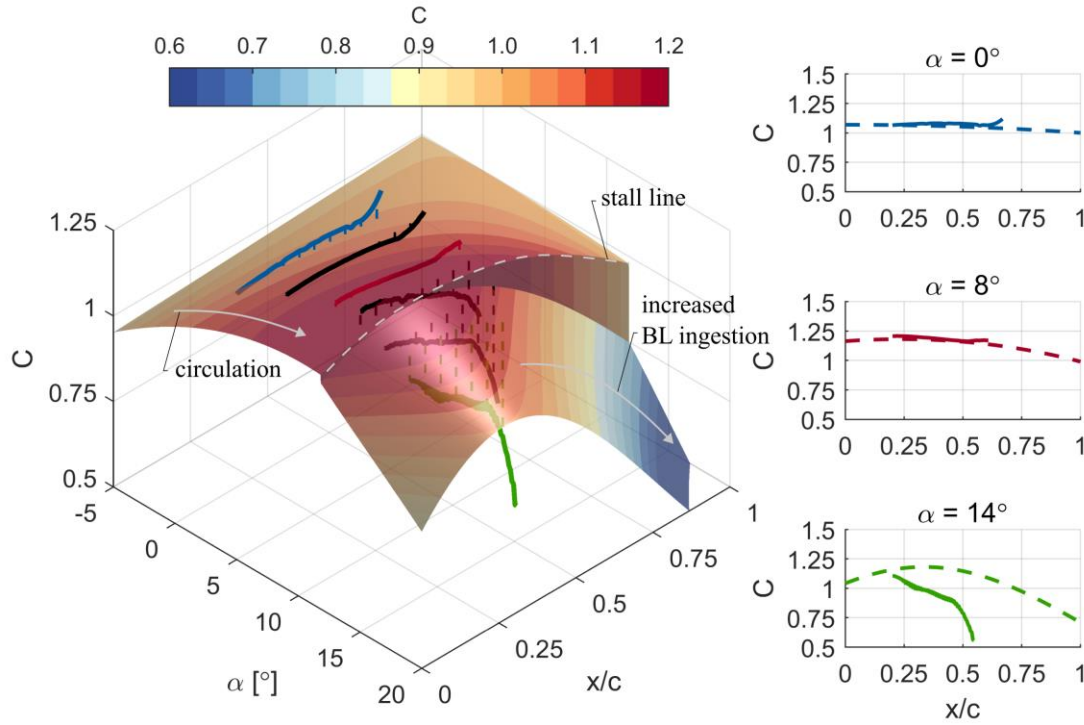 C
0.6 0.7 0.8 0.9 1.0 1.1 1.2
stall line
circulation
increased
BL ingestion
C
1.25
1
0.75
0.5
-5 0 5 10 15 20
α [°]
0 0.25 0.5 0.75 1
x/c
α = 0°
C
1.5
1.25
1
0.75
0.5
0 0.25 0.5 0.75 1
α = 8°
C
1.5
1.25
1
0.75
0.5
0 0.25 0.5 0.75 1
α = 14°
C
1.5
1.25
1
0.75
0.5
0 0.25 0.5 0.75 1
x/c